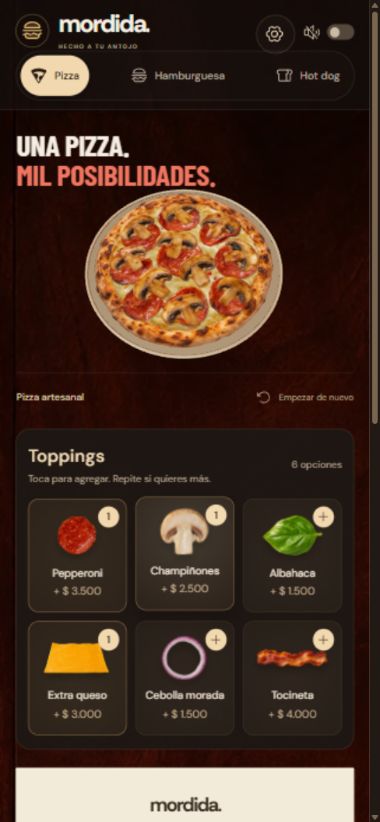 mordida.
HECHO A TU ANTOJO
Pizza
Hamburguesa
Hot dog
UNA PIZZA.
MIL POSIBILIDADES.
Pizza artesanal
Empezar de nuevo
Toppings
6 opciones
Toca para agregar. Repite si quieres más.
1
Pepperoni
+ $ 3.500
1
Champiñones
+ $ 2.500
+
Albahaca
+ $ 1.500
1
Extra queso
+ $ 3.000
+
Cebolla morada
+ $ 1.500
+
Tocineta
+ $ 4.000
mordida.